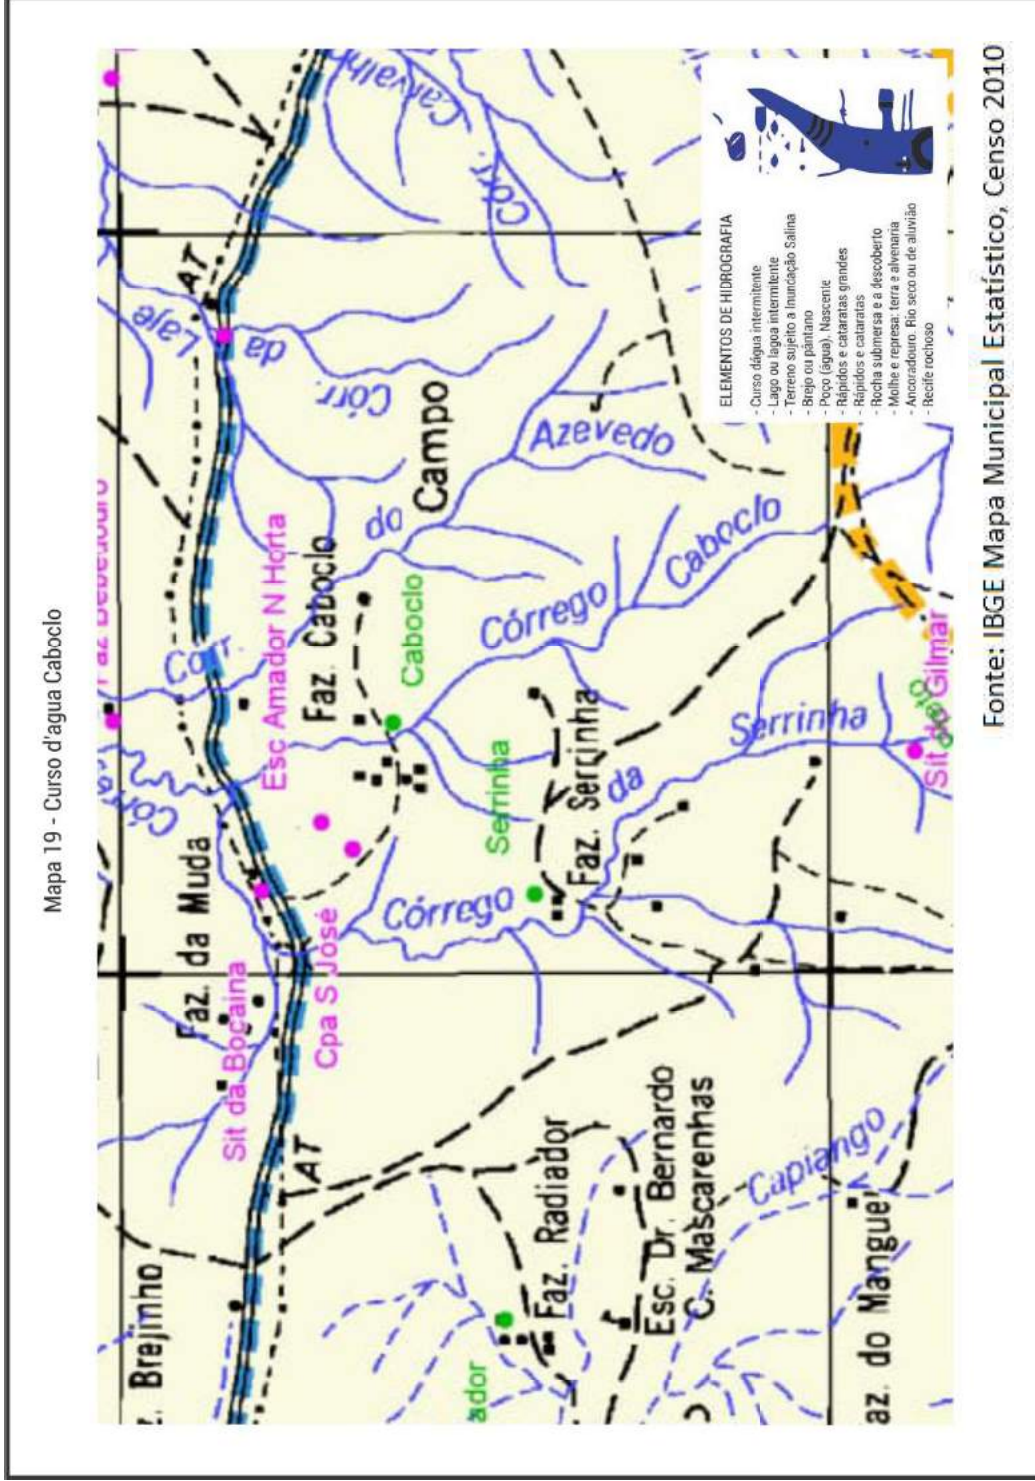 Mapa 19 - Curso d'agua Caboclo
Carvalh
Córr.
AT
Laje
da
Córr.
Campo
Azevedo
do
Faz Bebedouro
Corr.
Esc Amador N Horta
Faz. Caboclo
Caboclo
Córrego
Caboclo
Faz. da Muda
Serrinha
Faz. Serrinha
da
Serrinha
Sit do Gilmar
Córrego
Sit da Bocaina
Cpa S José
AT
z. Brejinho
Faz. Radiador
ador
Esc. Dr. Bernardo
C. Mascarenhas
Capiango
az. do Mangue
ELEMENTOS DE HIDROGRAFIA
- Curso dágua intermitente
- Lago ou lagoa intermitente
- Terreno sujeito a Inundação Salina
- Brejo ou pântano
- Poço (água). Nascente
- Rápidos e cataratas grandes
- Rápidos e cataratas
- Rocha submersa e a descoberto
- Molhe e represa: terra e alvenaria
- Ancoradouro. Rio seco ou de aluvião
- Recife rochoso
Fonte: IBGE Mapa Municipal Estatístico, Censo 2010